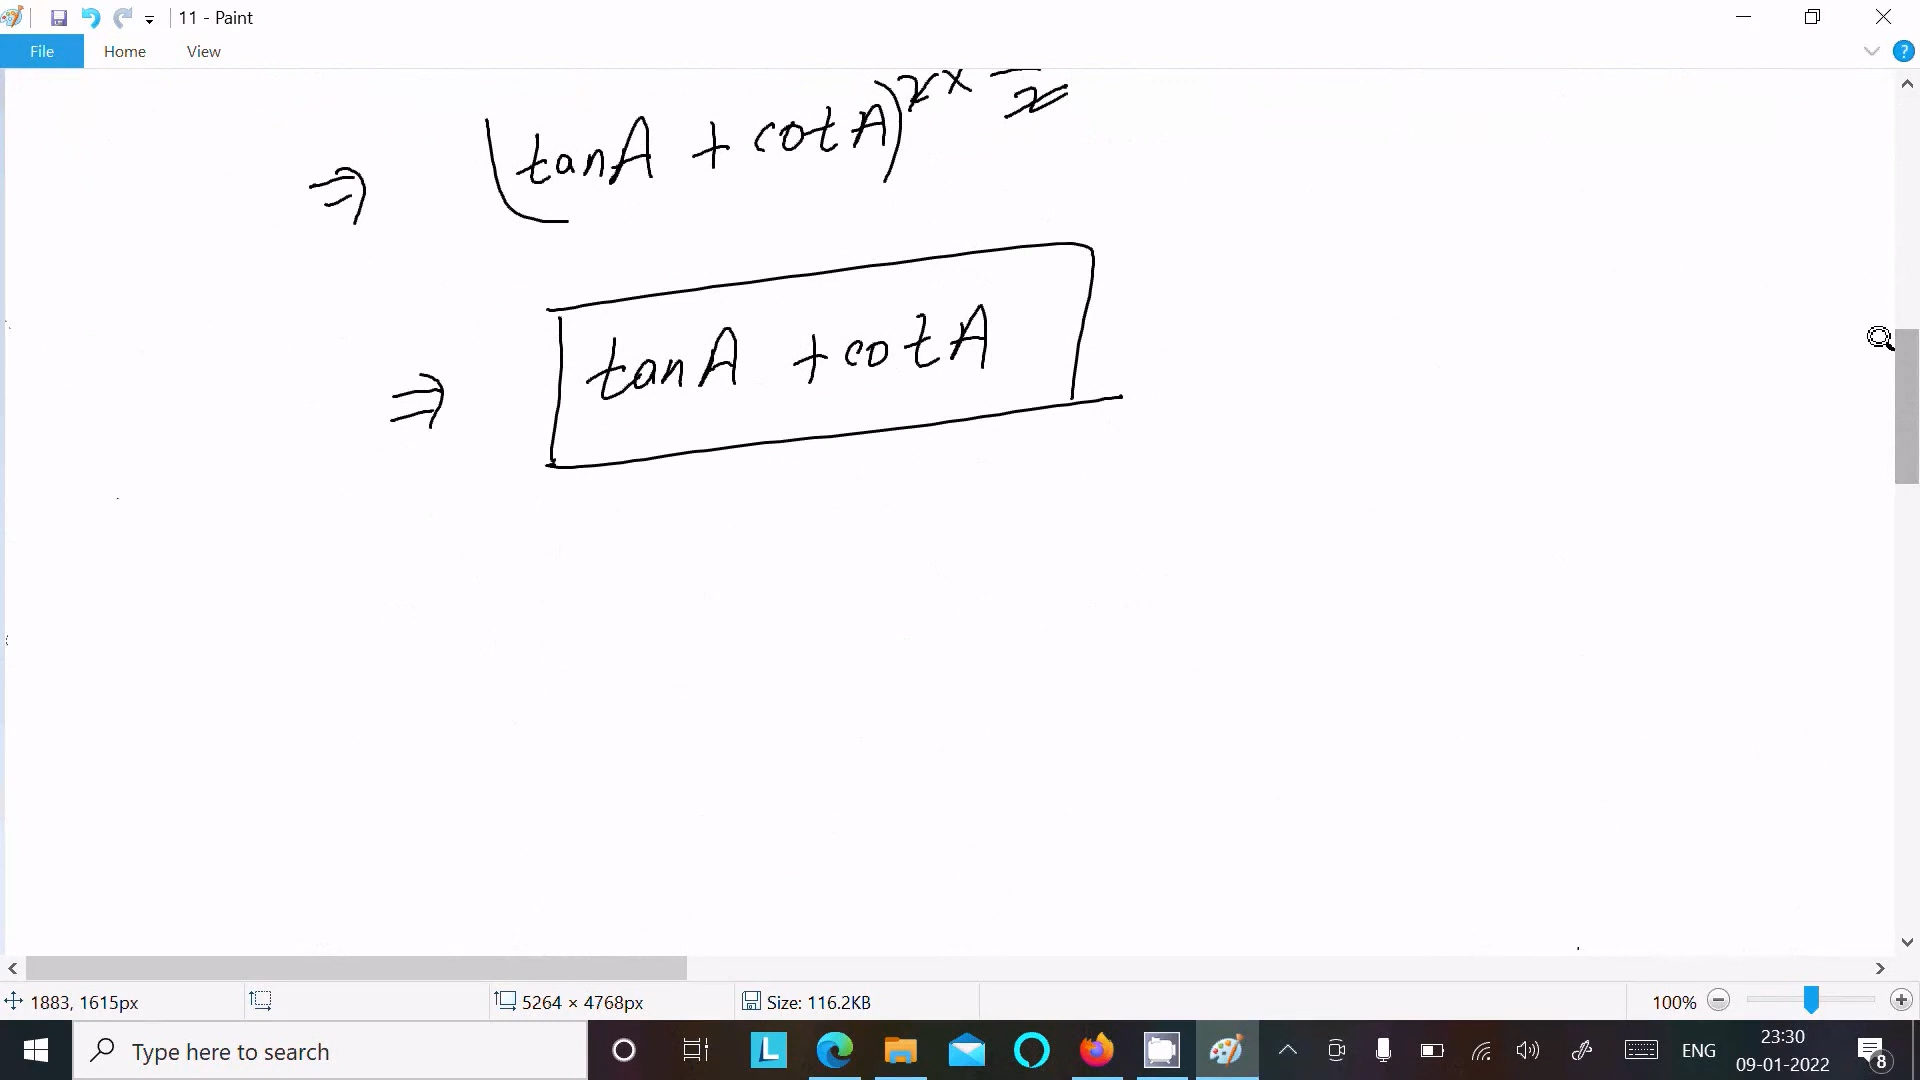 11 - Paint
File Home View
⇒ (tanA + cotA)^2×
⇒ tanA + cotA
1883, 1615px 5264 × 4768px Size: 116.2KB 100%
Type here to search L ENG 23:30
09-01-2022 8